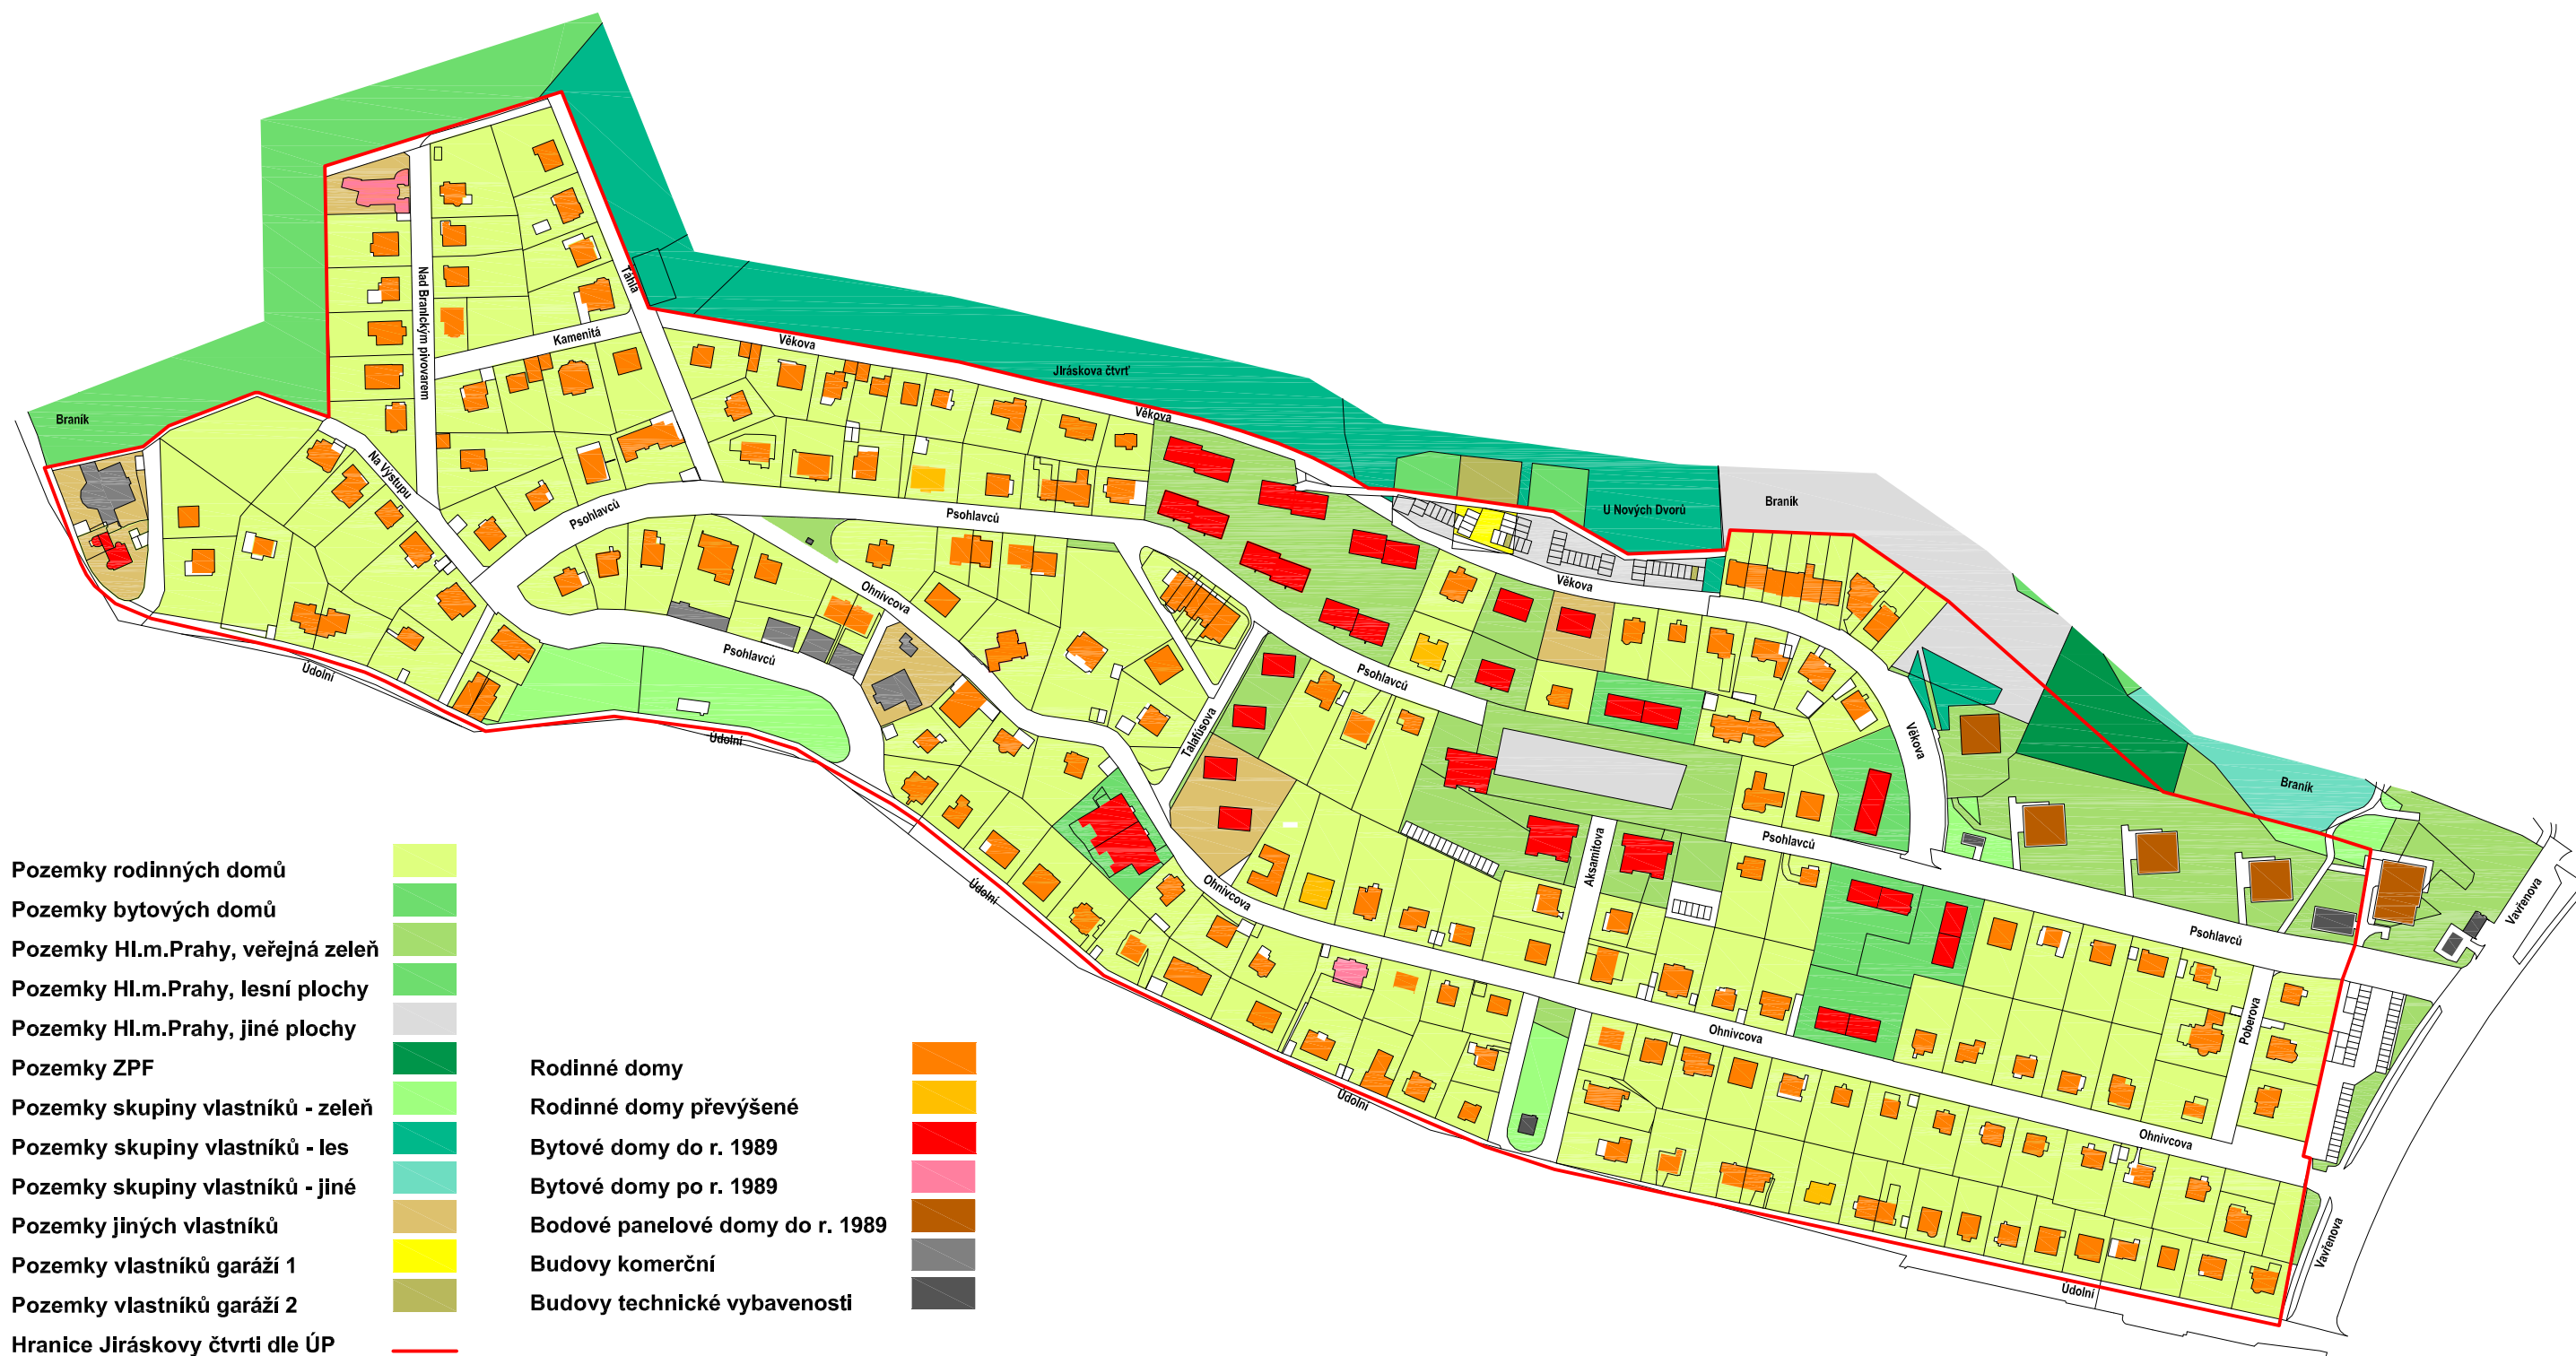 Táhla
Nad Branickým pivovarem
Kamenitá
Věkova
Jiráskova čtvrť
Věkova
Braník
Na Výstupu
Psohlavců
Psohlavců
Braník
U Nových Dvorů
Věkova
Ohnivcova
Psohlavců
Údolní
Psohlavců
Talafúsova
Údolní
Věkova
Braník
Psohlavců
Aksamitova
Ohnivcova
Údolní
Vavřenova
Psohlavců
Poberova
Ohnivcova
Údolní
Ohnivcova
Vavřenova
Údolní
Pozemky rodinných domů
Pozemky bytových domů
Pozemky Hl.m.Prahy, veřejná zeleň
Pozemky Hl.m.Prahy, lesní plochy
Pozemky Hl.m.Prahy, jiné plochy
Pozemky ZPF
Pozemky skupiny vlastníků - zeleň
Pozemky skupiny vlastníků - les
Pozemky skupiny vlastníků - jiné
Pozemky jiných vlastníků
Pozemky vlastníků garáží 1
Pozemky vlastníků garáží 2
Hranice Jiráskovy čtvrti dle ÚP
Rodinné domy
Rodinné domy převýšené
Bytové domy do r. 1989
Bytové domy po r. 1989
Bodové panelové domy do r. 1989
Budovy komerční
Budovy technické vybavenosti